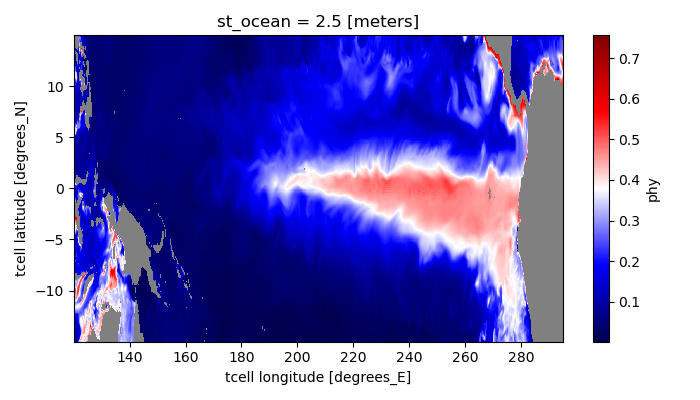 st_ocean = 2.5 [meters]
10
5
0
−5
−10
tcell latitude [degrees_N]
140 160 180 200 220 240 260 280
tcell longitude [degrees_E]
0.7
0.6
0.5
0.4
0.3
0.2
0.1
phy